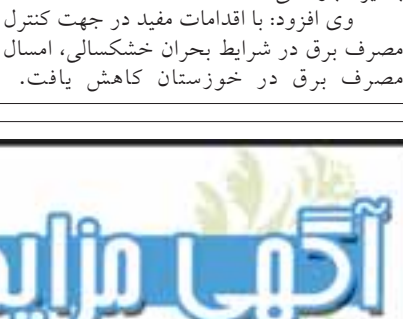 وی افزود: با اقدامات مفید در جهت کنترل
مصرف برق در شرایط بحران خشکسالی، امسال
مصرف برق در خوزستان کاهش یافت.
آگهی